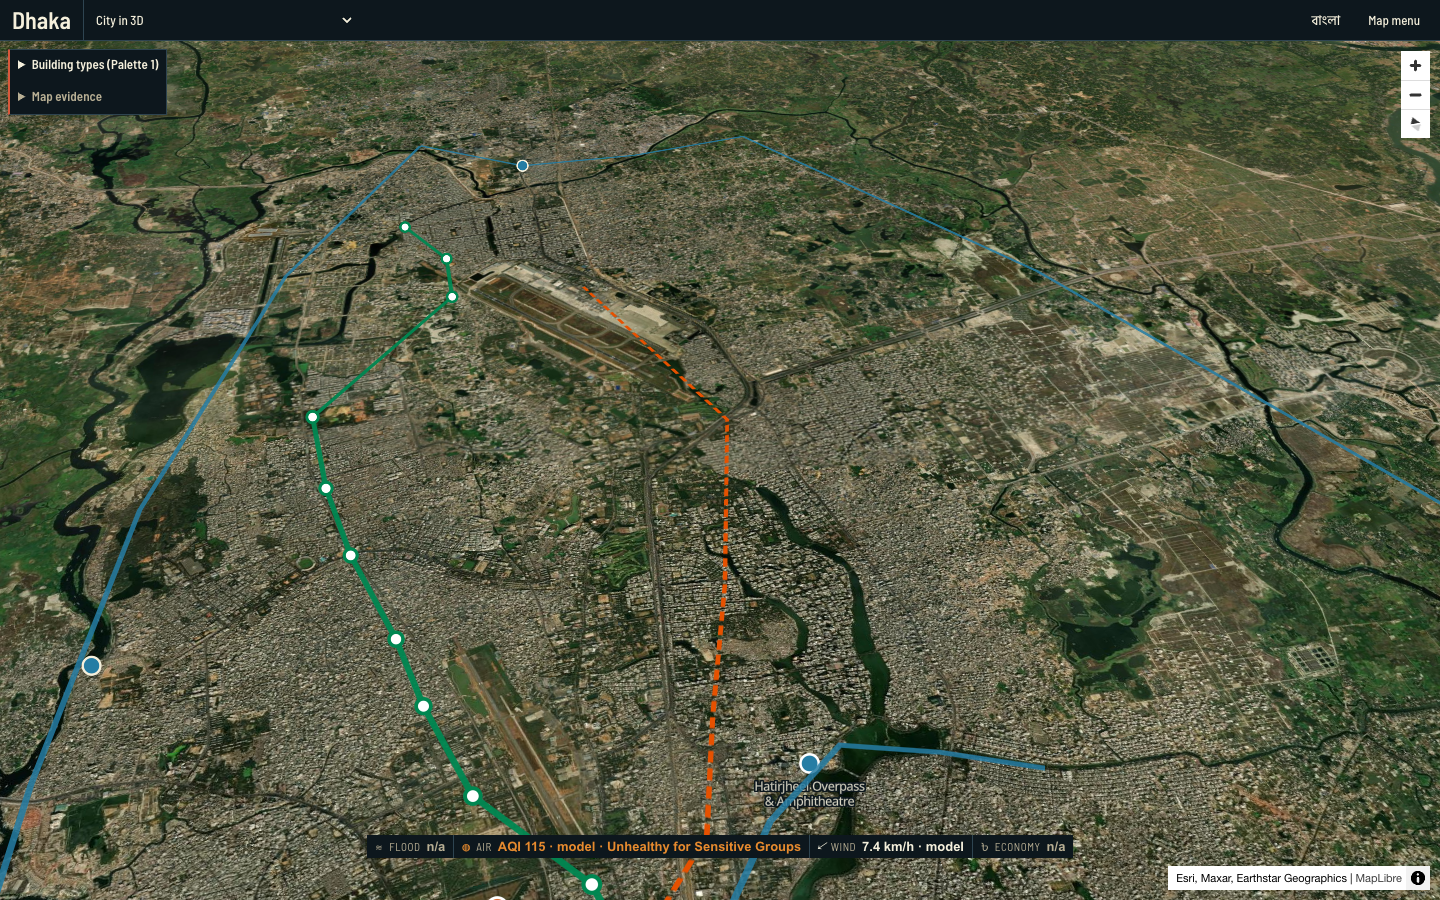 Dhaka
City in 3D
বাংলা
Map menu
▶ Building types (Palette 1)
▶ Map evidence
Hatirjheel Overpass
& Amphitheatre
≈ FLOOD n/a
AIR AQI 115 · model · Unhealthy for Sensitive Groups
WIND 7.4 km/h · model
৳ ECONOMY n/a
Esri, Maxar, Earthstar Geographics | MapLibre